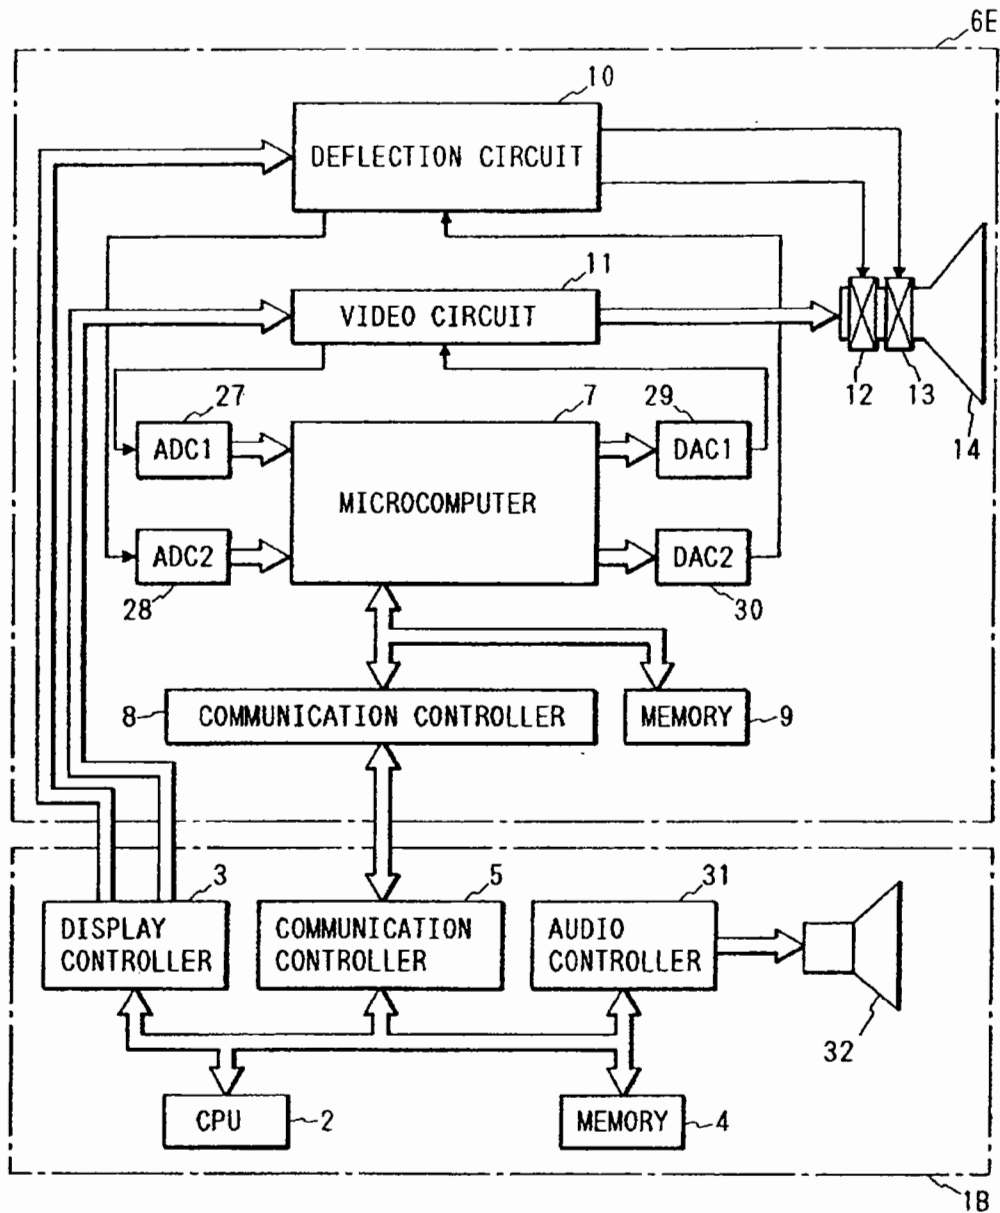 6E
10
DEFLECTION CIRCUIT
11
VIDEO CIRCUIT
12
13
14
27
7
29
ADC1
DAC1
MICROCOMPUTER
ADC2
DAC2
28
30
8
COMMUNICATION CONTROLLER
MEMORY
9
3
5
31
DISPLAY
CONTROLLER
COMMUNICATION
CONTROLLER
AUDIO
CONTROLLER
32
CPU
2
MEMORY
4
1B